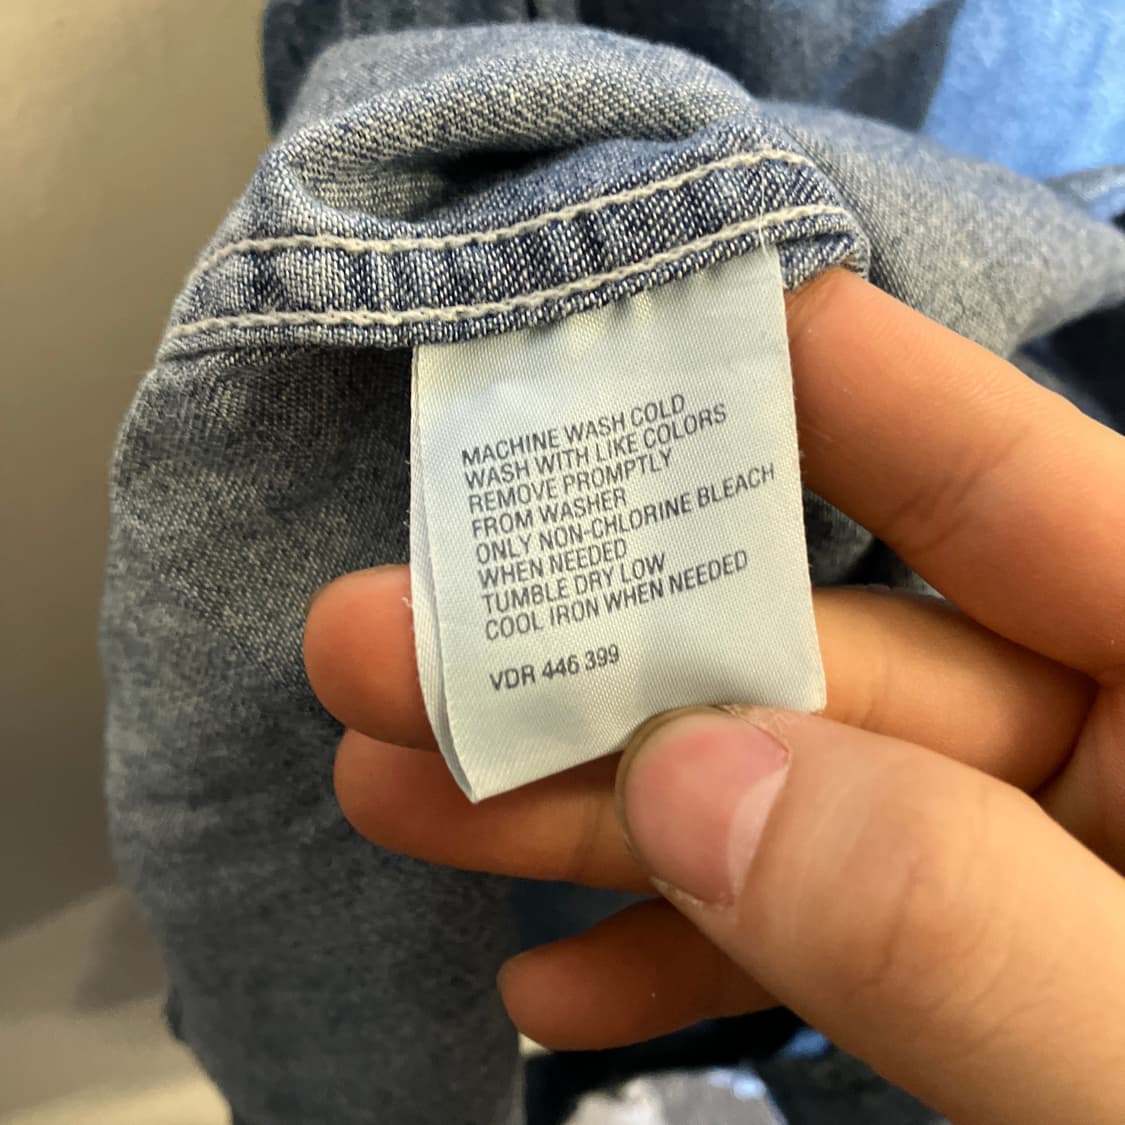 MACHINE WASH COLD
WASH WITH LIKE COLORS
REMOVE PROMPTLY
FROM WASHER
ONLY NON-CHLORINE BLEACH
WHEN NEEDED
TUMBLE DRY LOW
COOL IRON WHEN NEEDED
VDR 446 399